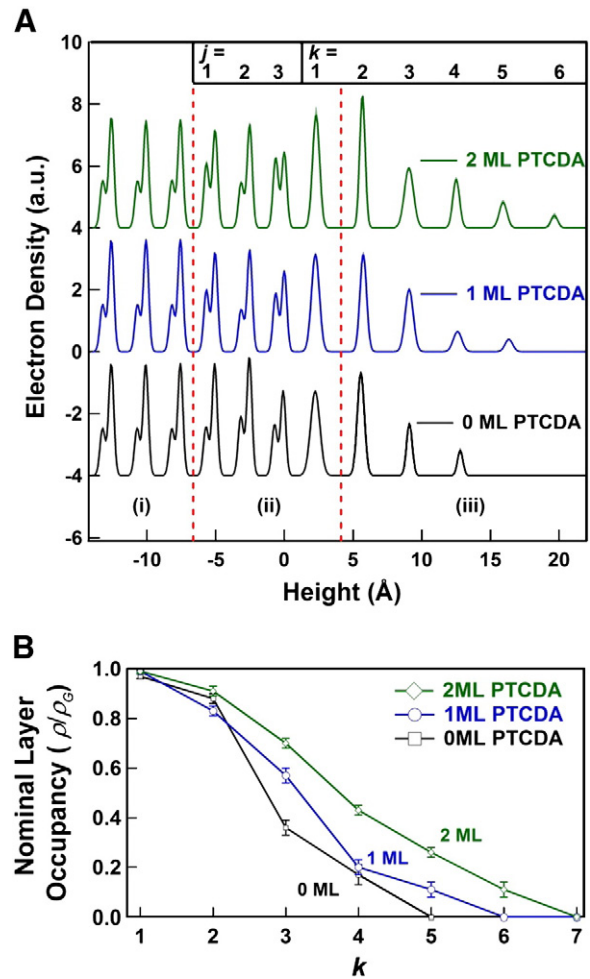 A
10
8
6
4
2
0
-2
-4
-6
Electron Density (a.u.)
j =
k =
1 2 3 1 2 3 4 5 6
2 ML PTCDA
1 ML PTCDA
0 ML PTCDA
(i) (ii) (iii)
-10 -5 0 5 10 15 20
Height (Å)
B
1.0
0.8
0.6
0.4
0.2
0.0
Nominal Layer
Occupancy ( ρ/ρG)
2ML PTCDA
1ML PTCDA
0ML PTCDA
2 ML
1 ML
0 ML
1 2 3 4 5 6 7
k